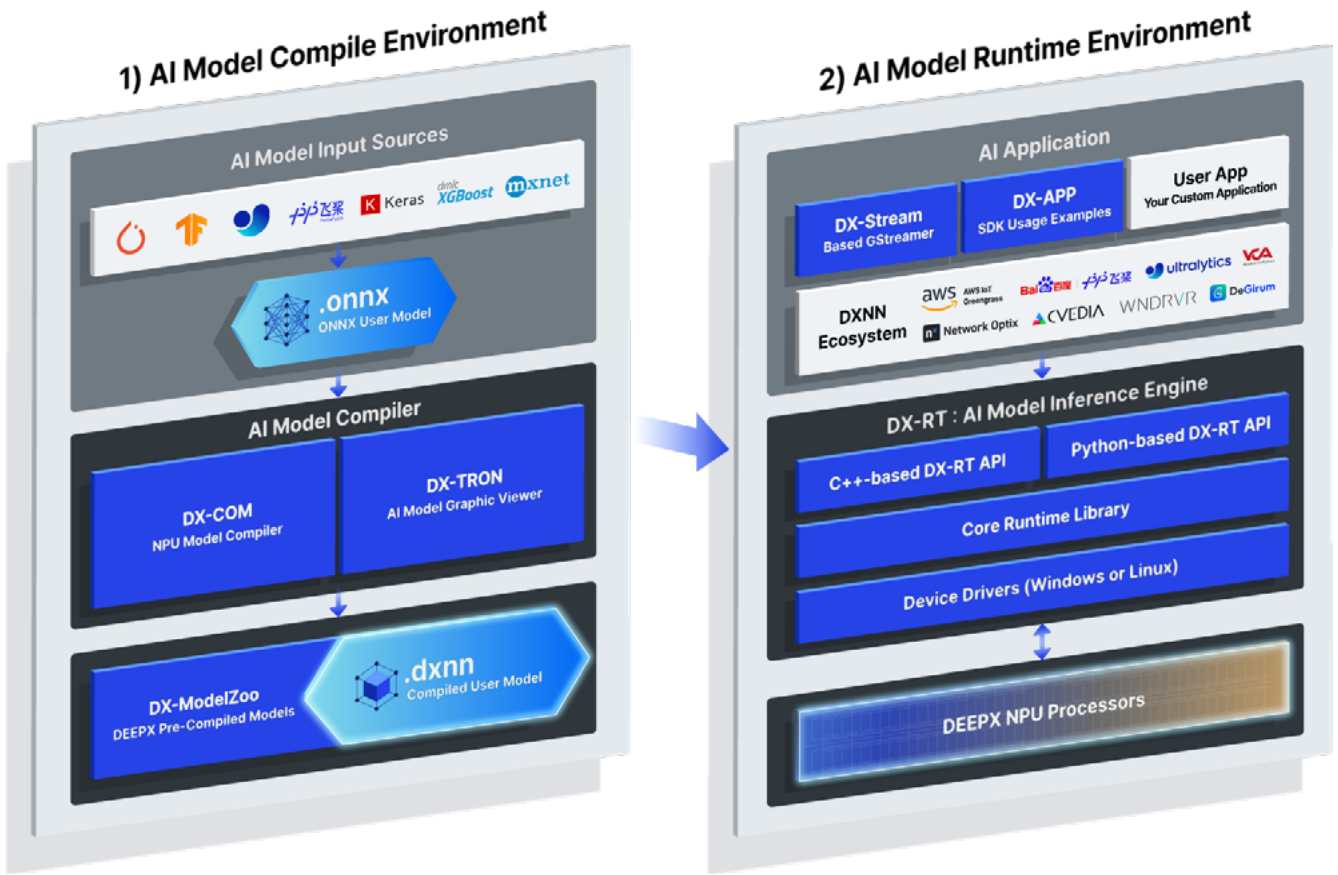 1) AI Model Compile Environment
AI Model Input Sources
飞桨
K Keras
dmlc
XGBoost
mxnet
.onnx
ONNX User Model
AI Model Compiler
DX-COM
NPU Model Compiler
DX-TRON
AI Model Graphic Viewer
DX-ModelZoo
DEEPX Pre-Compiled Models
.dxnn
Compiled User Model
2) AI Model Runtime Environment
AI Application
DX-Stream
Based GStreamer
DX-APP
SDK Usage Examples
User App
Your Custom Application
DXNN
Ecosystem
aws
AWS IoT
Greengrass
Bai 百度
飞桨
ultralytics
VCA
Network Optix
CVEDIA
WNDRVR
DeGirum
DX-RT : AI Model Inference Engine
C++-based DX-RT API
Python-based DX-RT API
Core Runtime Library
Device Drivers (Windows or Linux)
DEEPX NPU Processors